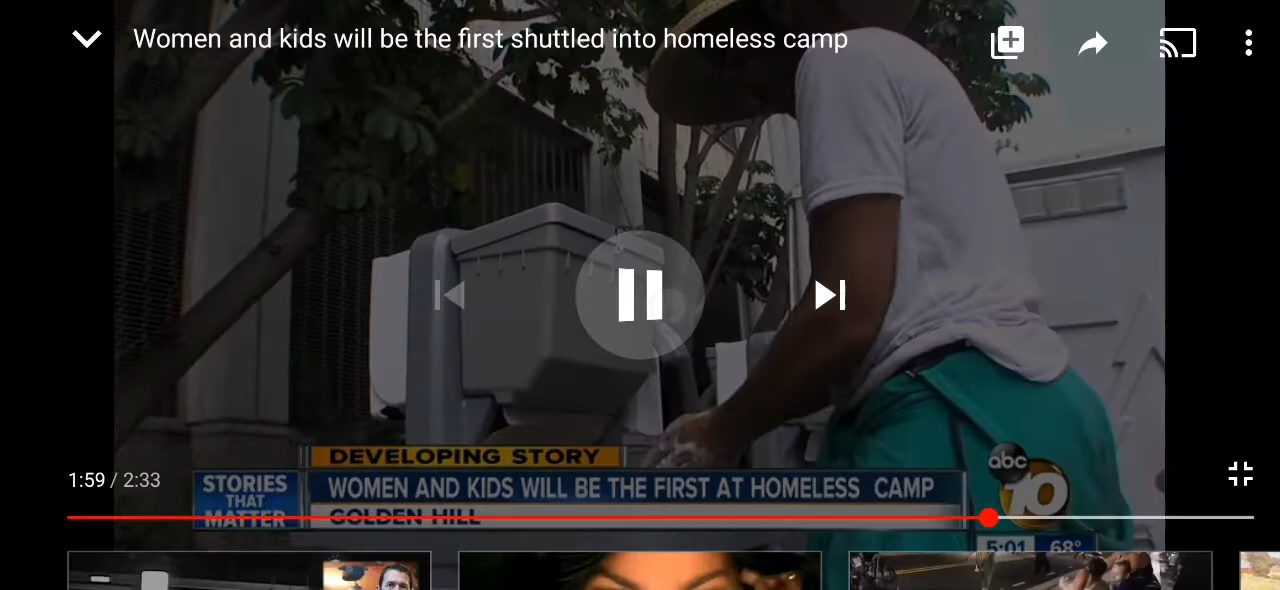 Women and kids will be the first shuttled into homeless camp
DEVELOPING STORY
1:59 / 2:33
STORIES
THAT
MATTER
WOMEN AND KIDS WILL BE THE FIRST AT HOMELESS CAMP
GOLDEN HILL
abc
10
5:01 68°